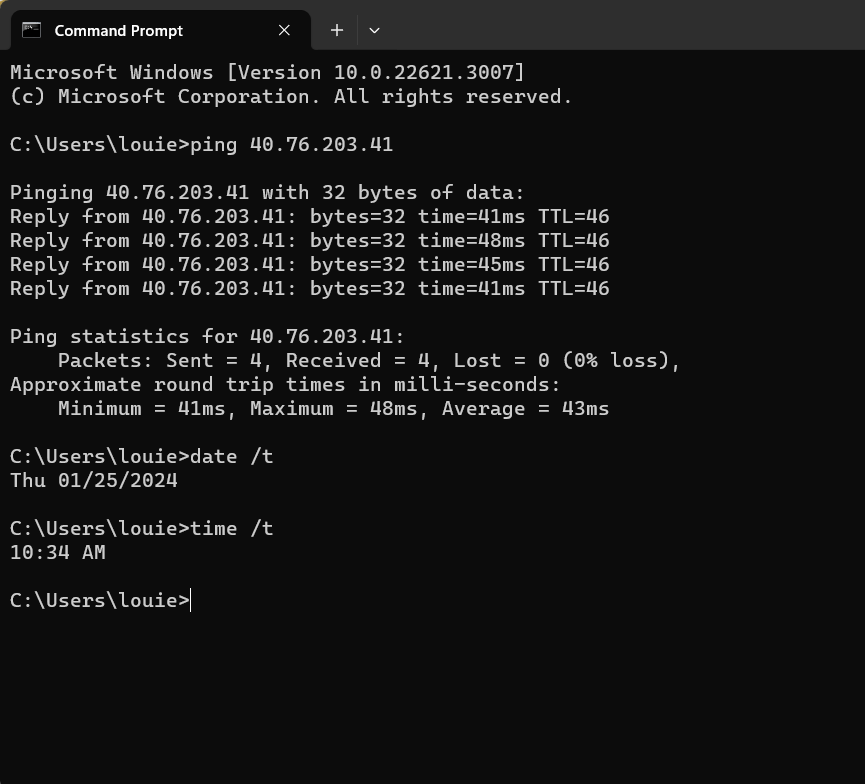 Command Prompt
Microsoft Windows [Version 10.0.22621.3007]
(c) Microsoft Corporation. All rights reserved.
C:\Users\louie>ping 40.76.203.41
Pinging 40.76.203.41 with 32 bytes of data:
Reply from 40.76.203.41: bytes=32 time=41ms TTL=46
Reply from 40.76.203.41: bytes=32 time=48ms TTL=46
Reply from 40.76.203.41: bytes=32 time=45ms TTL=46
Reply from 40.76.203.41: bytes=32 time=41ms TTL=46
Ping statistics for 40.76.203.41:
    Packets: Sent = 4, Received = 4, Lost = 0 (0% loss),
Approximate round trip times in milli-seconds:
    Minimum = 41ms, Maximum = 48ms, Average = 43ms
C:\Users\louie>date /t
Thu 01/25/2024
C:\Users\louie>time /t
10:34 AM
C:\Users\louie>